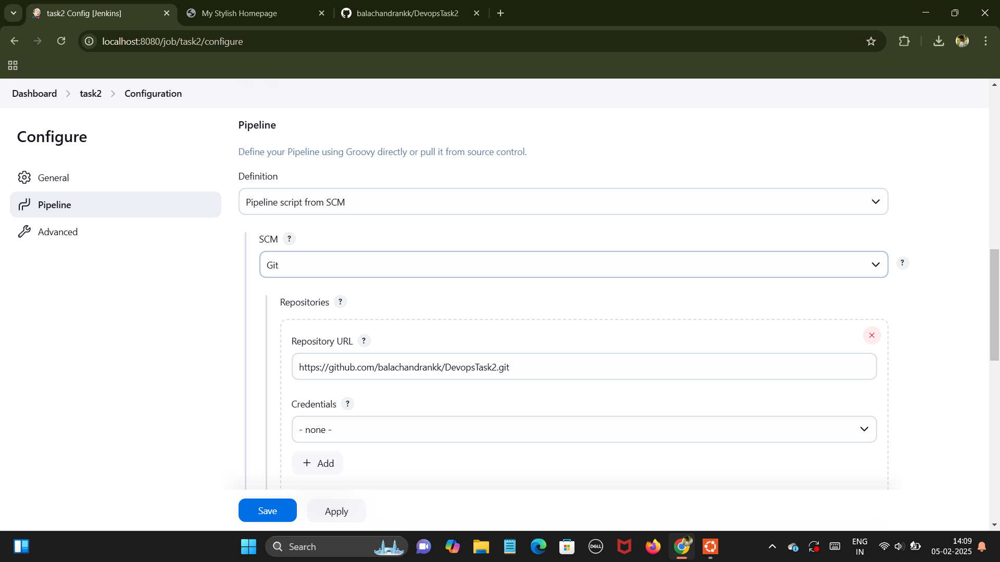 task2 Config [Jenkins]
My Stylish Homepage
balachandrankk/DevopsTask2
localhost:8080/job/task2/configure
Dashboard
task2
Configuration
Configure
General
Pipeline
Advanced
Pipeline
Define your Pipeline using Groovy directly or pull it from source control.
Definition
Pipeline script from SCM
SCM ?
Git
?
Repositories ?
Repository URL ?
https://github.com/balachandrankk/DevopsTask2.git
Credentials ?
- none -
+ Add
Save
Apply
Search
DELL
ENG
IN
14:09
05-02-2025